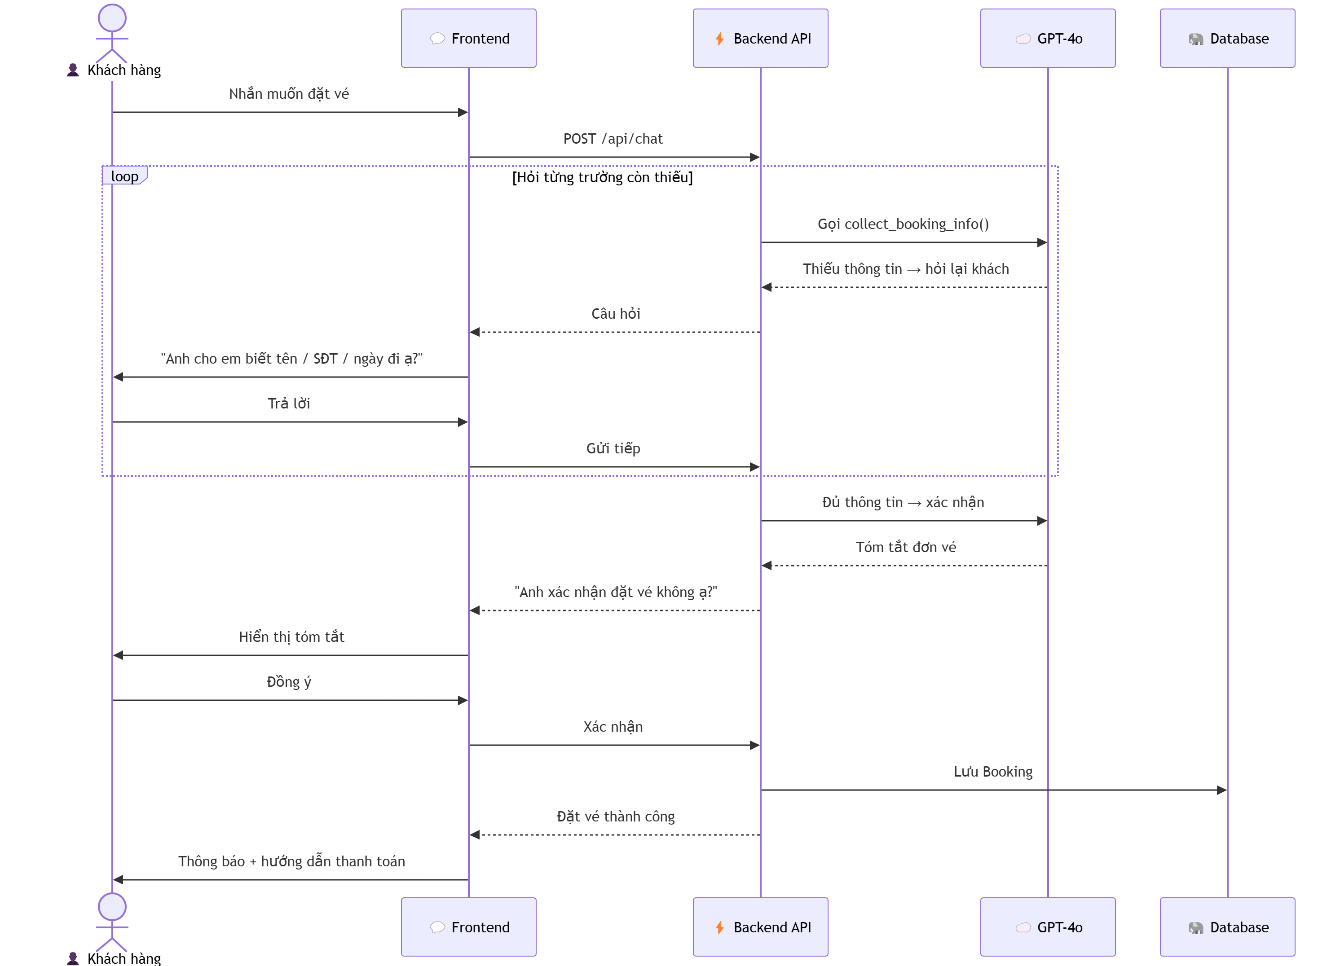 Khách hàng
Frontend
Backend API
GPT-4o
Database
Nhắn muốn đặt vé
POST /api/chat
loop
[Hỏi từng trường còn thiếu]
Gọi collect_booking_info()
Thiếu thông tin → hỏi lại khách
Câu hỏi
"Anh cho em biết tên / SĐT / ngày đi ạ?"
Trả lời
Gửi tiếp
Đủ thông tin → xác nhận
Tóm tắt đơn vé
"Anh xác nhận đặt vé không ạ?"
Hiển thị tóm tắt
Đồng ý
Xác nhận
Lưu Booking
Đặt vé thành công
Thông báo + hướng dẫn thanh toán
Khách hàng
Frontend
Backend API
GPT-4o
Database